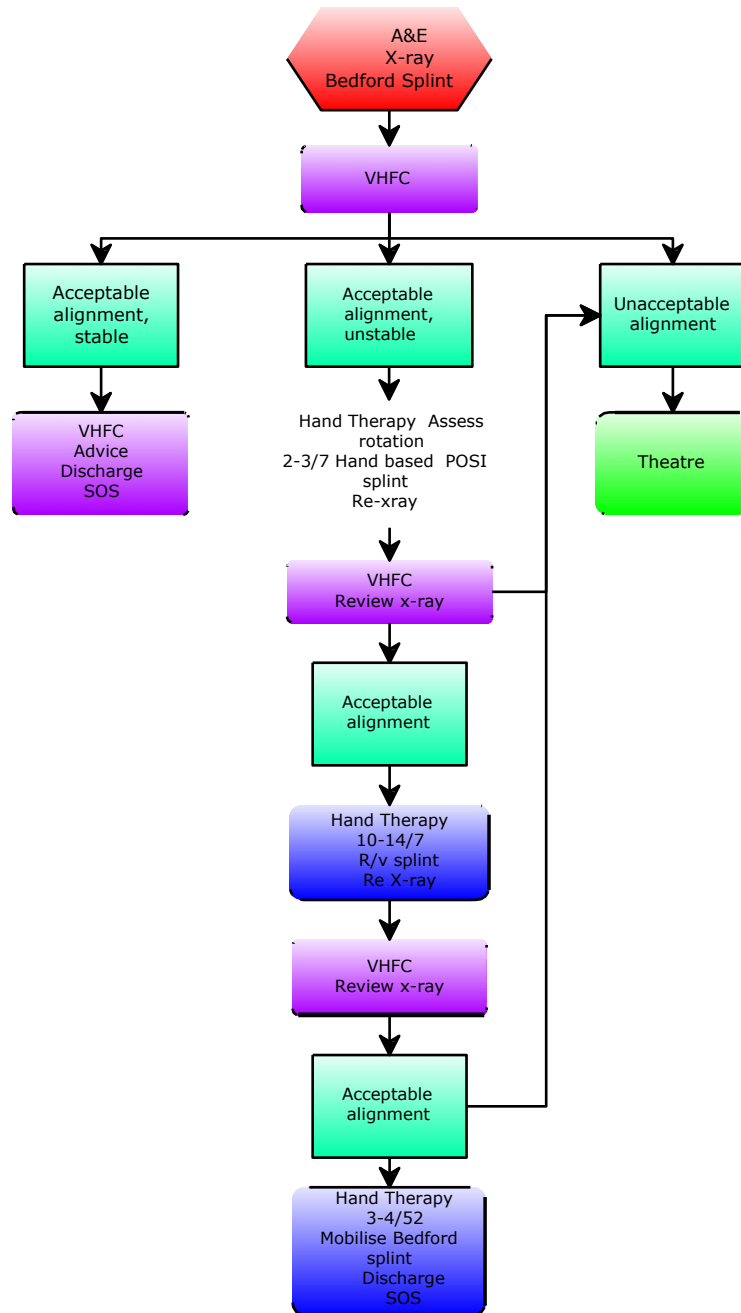 A&E
X-ray
Bedford Splint
VHFC
Acceptable
alignment,
stable
Acceptable
alignment,
unstable
Unacceptable
alignment
VHFC
Advice
Discharge
SOS
Hand Therapy Assess
rotation
2-3/7 Hand based POSI
splint
Re-xray
Theatre
VHFC
Review x-ray
Acceptable
alignment
Hand Therapy
10-14/7
R/v splint
Re X-ray
VHFC
Review x-ray
Acceptable
alignment
Hand Therapy
3-4/52
Mobilise Bedford
splint
Discharge
SOS